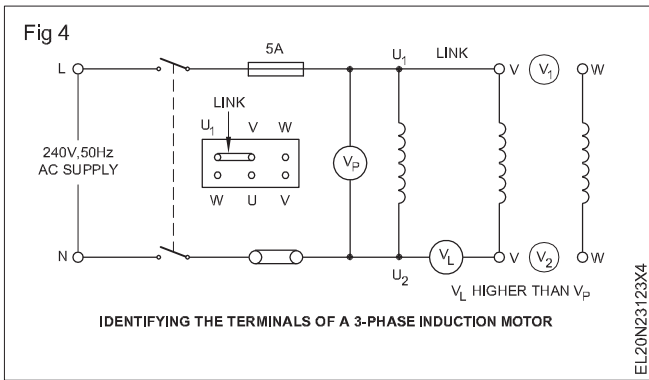 Fig 4
5A
U1 LINK
L V V1 W
LINK
U1 V W
240V,50Hz
AC SUPPLY
VP
W U V
N VL V V2 W
U2
VL HIGHER THAN VP
IDENTIFYING THE TERMINALS OF A 3-PHASE INDUCTION MOTOR
EL20N23123X4